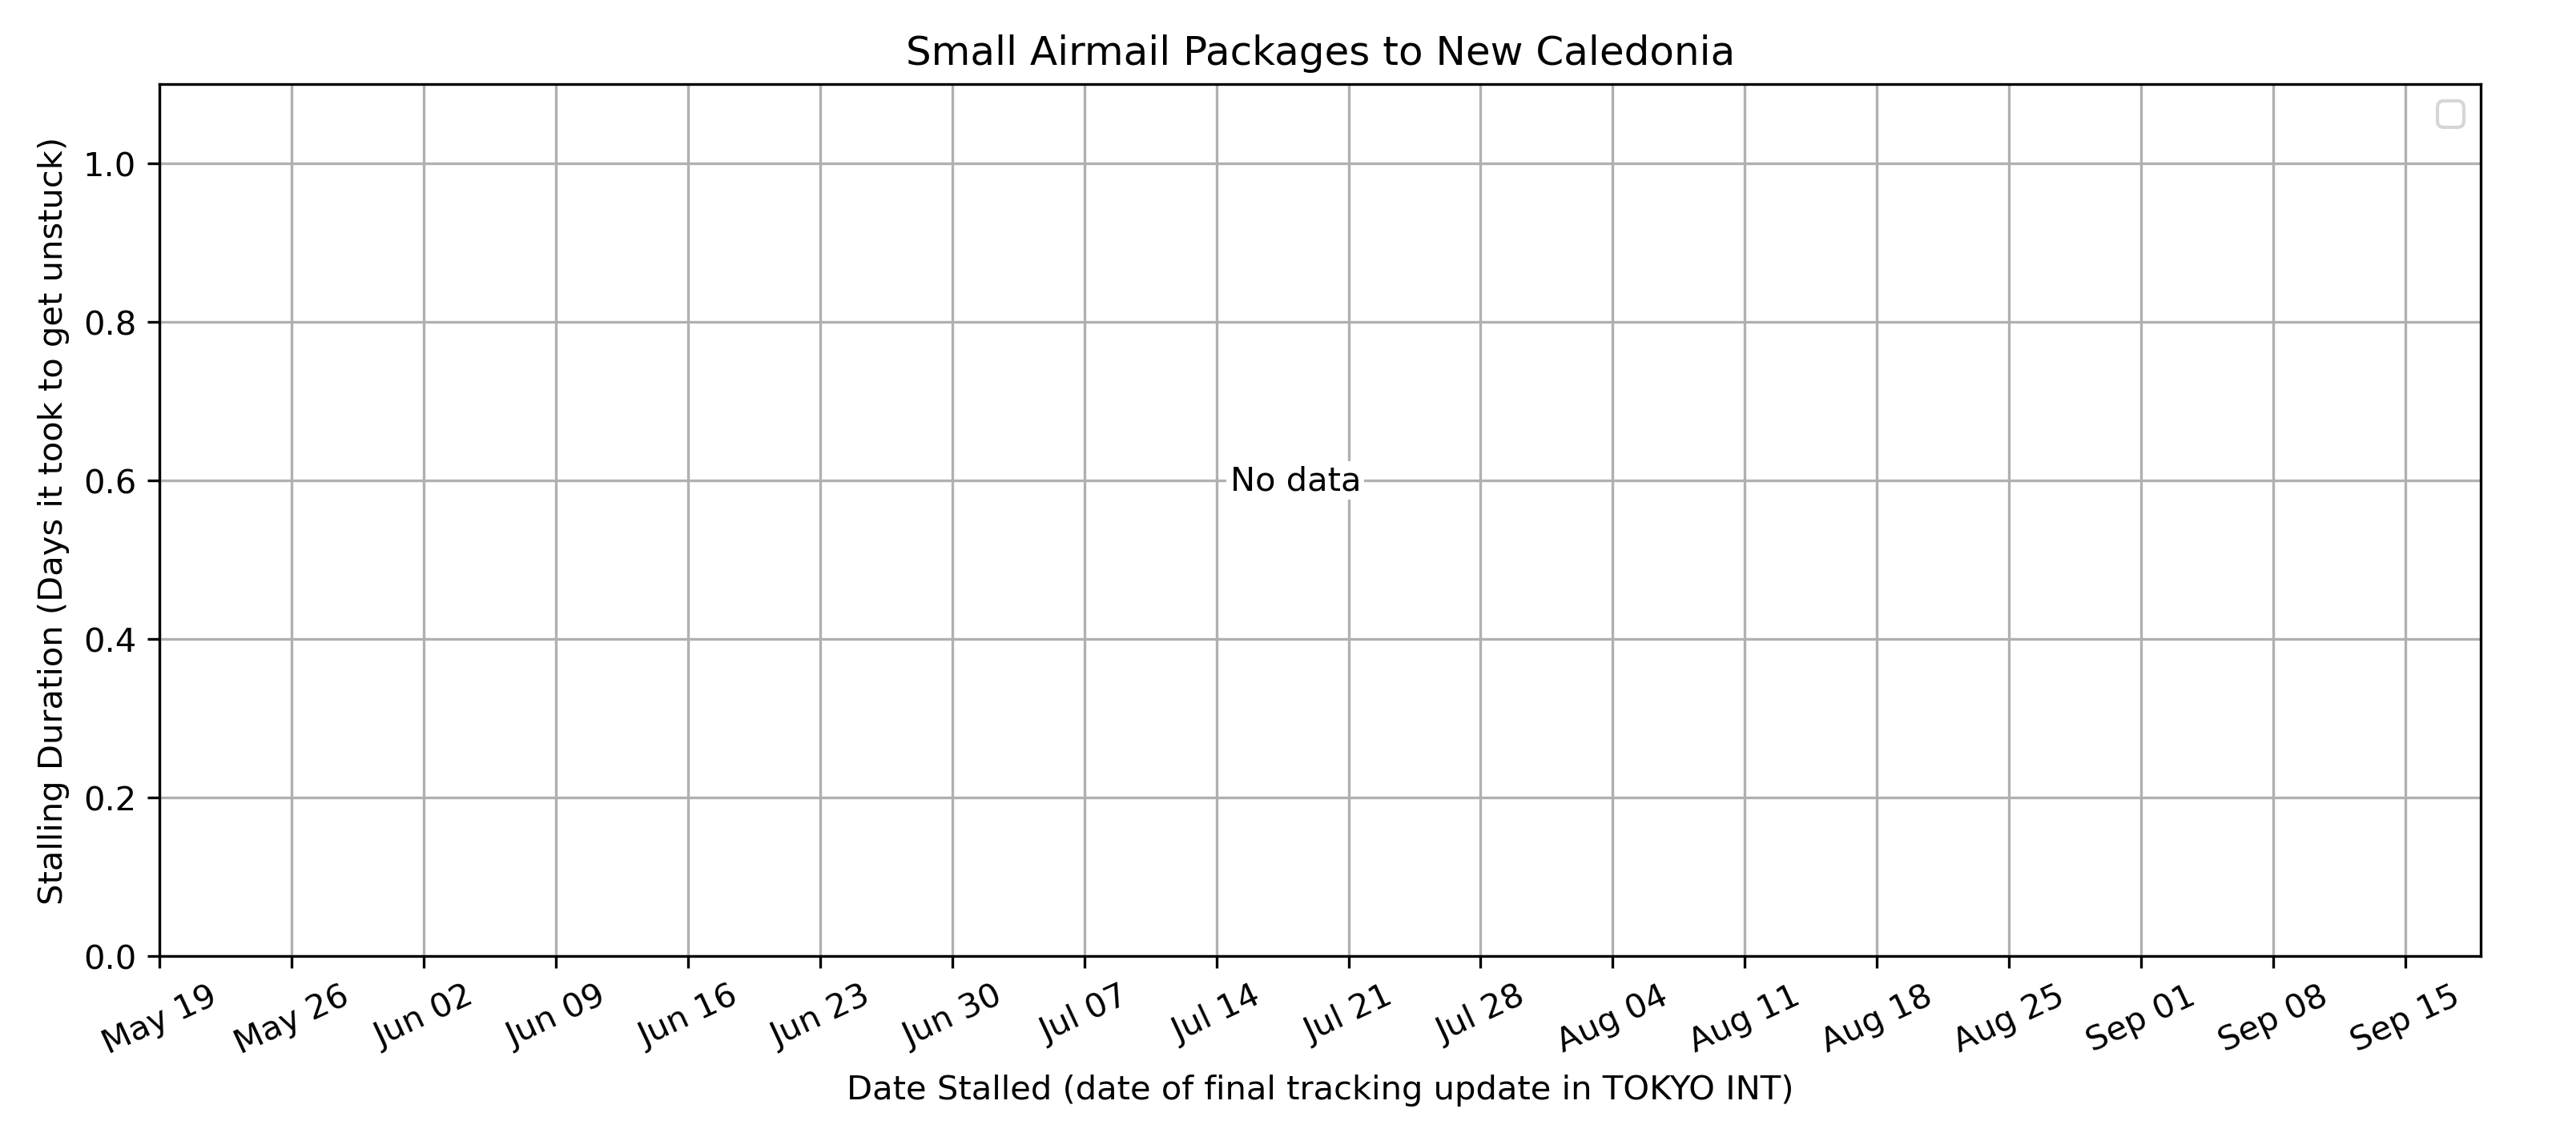 Small Airmail Packages to New Caledonia
Stalling Duration (Days it took to get unstuck)
1.0
0.8
0.6
0.4
0.2
0.0
No data
May 19
May 26
Jun 02
Jun 09
Jun 16
Jun 23
Jun 30
Jul 07
Jul 14
Jul 21
Jul 28
Aug 04
Aug 11
Aug 18
Aug 25
Sep 01
Sep 08
Sep 15
Date Stalled (date of final tracking update in TOKYO INT)